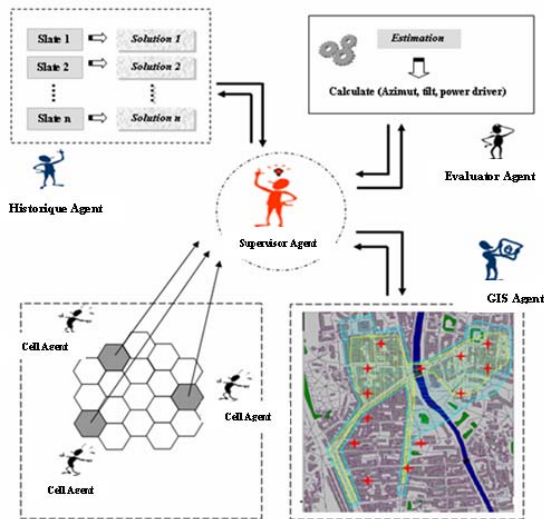 Slate 1 Solution 1
Slate 2 Solution 2
Slate n Solution n
Historique Agent
Estimation
Calculate (Azimut, tilt, power driver)
Evaluator Agent
Supervisor Agent
GIS Agent
Cell Agent
Cell Agent
Cell Agent